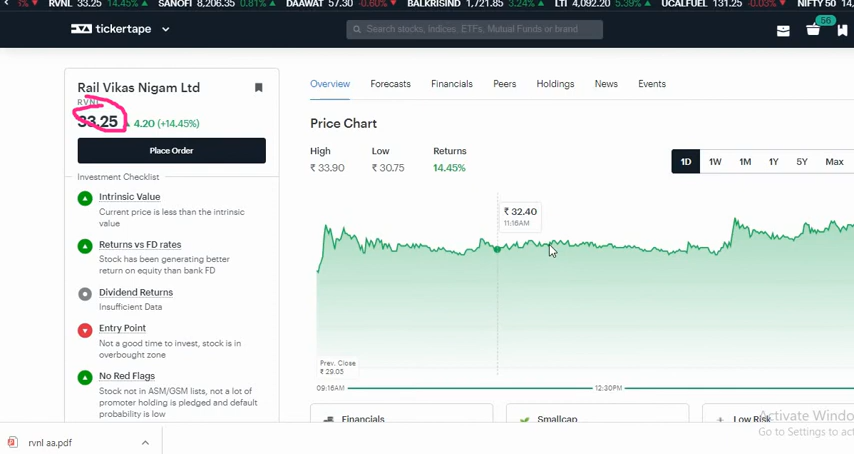 RVNL 33.25 14.45% SANOFI 8,206.35 0.81% DAAWAT 57.30 -0.60% BALKRISIND 1,721.85 3.24% LTI 4,092.20 5.39% UCALFUEL 131.25 -0.03% NIFTY 50 14,
tickertape
Search stocks, indices, ETFs, Mutual Funds or brand
56
Rail Vikas Nigam Ltd
RVNL
33.25 4.20 (+14.45%)
Place Order
Investment Checklist
Intrinsic Value
Current price is less than the intrinsic
value
Returns vs FD rates
Stock has been generating better
return on equity than bank FD
Dividend Returns
Insufficient Data
Entry Point
Not a good time to invest, stock is in
overbought zone
No Red Flags
Stock not in ASM/GSM lists, not a lot of
promoter holding is pledged and default
probability is low
Overview Forecasts Financials Peers Holdings News Events
Price Chart
High Low Returns
₹ 33.90 ₹ 30.75 14.45%
1D 1W 1M 1Y 5Y Max
₹ 32.40
11:16AM
Prev. Close
₹ 29.05
09:16AM 12:30PM
Financials Smallcap Low Risk
Activate Windo
Go to Settings to act
rvnl aa.pdf